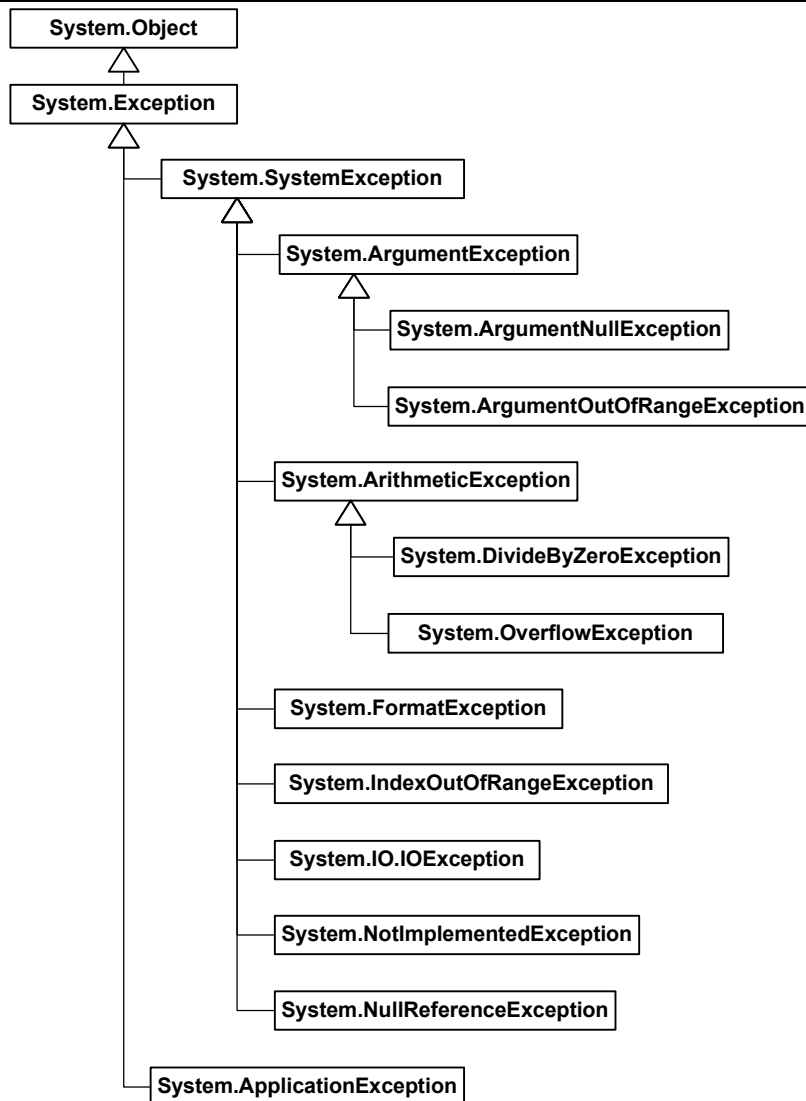 System.Object
System.Exception
System.SystemException
System.ArgumentException
System.ArgumentNullException
System.ArgumentOutOfRangeException
System.ArithmeticException
System.DivideByZeroException
System.OverflowException
System.FormatException
System.IndexOutOfRangeException
System.IO.IOException
System.NotImplementedException
System.NullReferenceException
System.ApplicationException